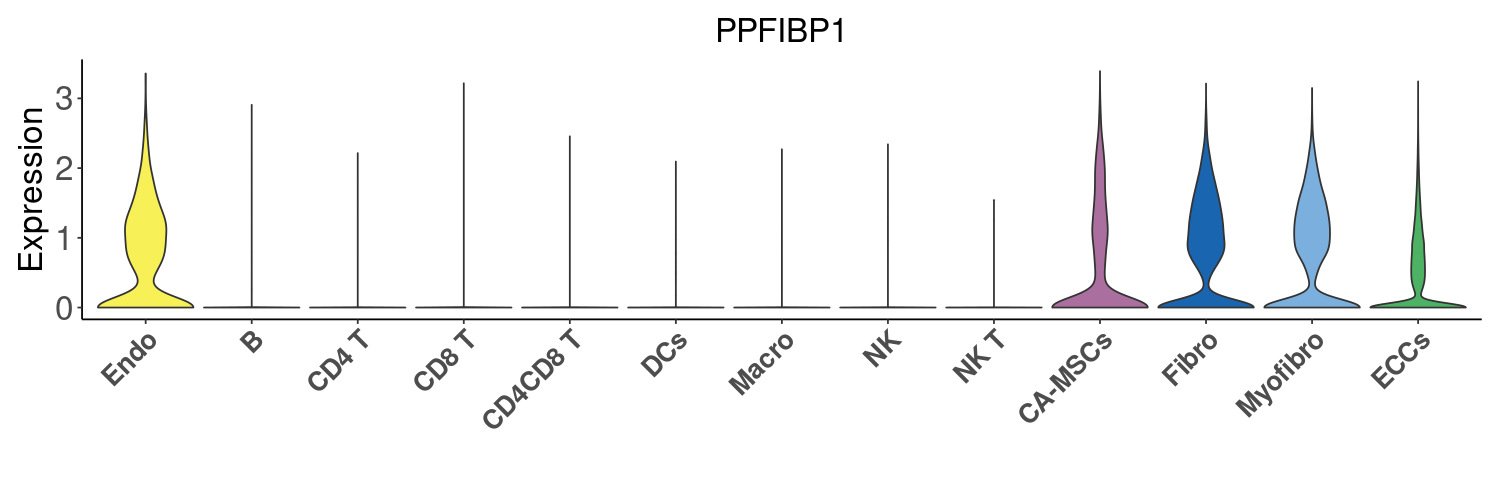 PPFIBP1
Expression
3
2
1
0
Endo
B
CD4 T
CD8 T
CD4CD8 T
DCs
Macro
NK
NK T
CA-MSCs
Fibro
Myofibro
ECCs